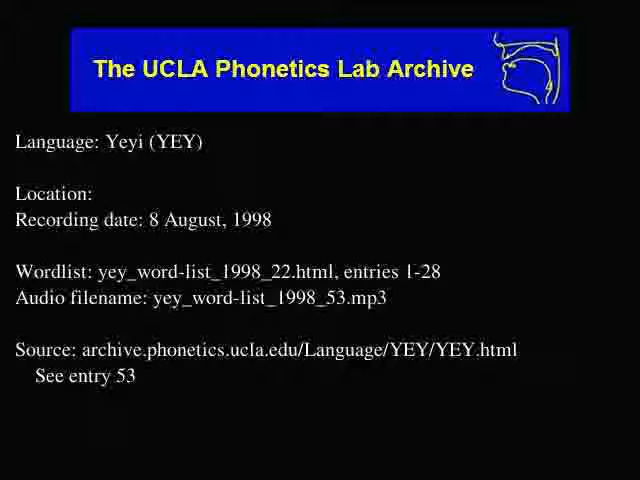 The UCLA Phonetics Lab Archive
Language: Yeyi (YEY)
Location:
Recording date: 8 August, 1998
Wordlist: yey_word-list_1998_22.html, entries 1-28
Audio filename: yey_word-list_1998_53.mp3
Source: archive.phonetics.ucla.edu/Language/YEY/YEY.html
See entry 53